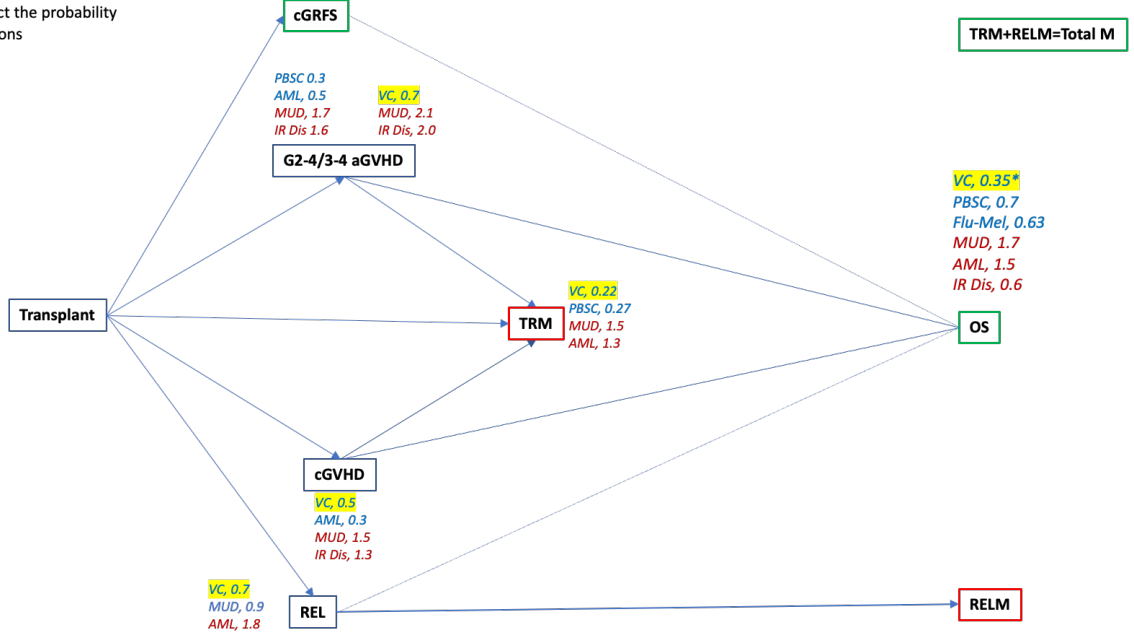 ct the probability
ons
cGRFS
TRM+RELM=Total M
PBSC 0.3
AML, 0.5
MUD, 1.7
IR Dis 1.6
VC, 0.7
MUD, 2.1
IR Dis, 2.0
G2-4/3-4 aGVHD
VC, 0.35*
PBSC, 0.7
Flu-Mel, 0.63
MUD, 1.7
AML, 1.5
IR Dis, 0.6
Transplant
TRM
VC, 0.22
PBSC, 0.27
MUD, 1.5
AML, 1.3
OS
cGVHD
VC, 0.5
AML, 0.3
MUD, 1.5
IR Dis, 1.3
VC, 0.7
MUD, 0.9
AML, 1.8
REL
RELM